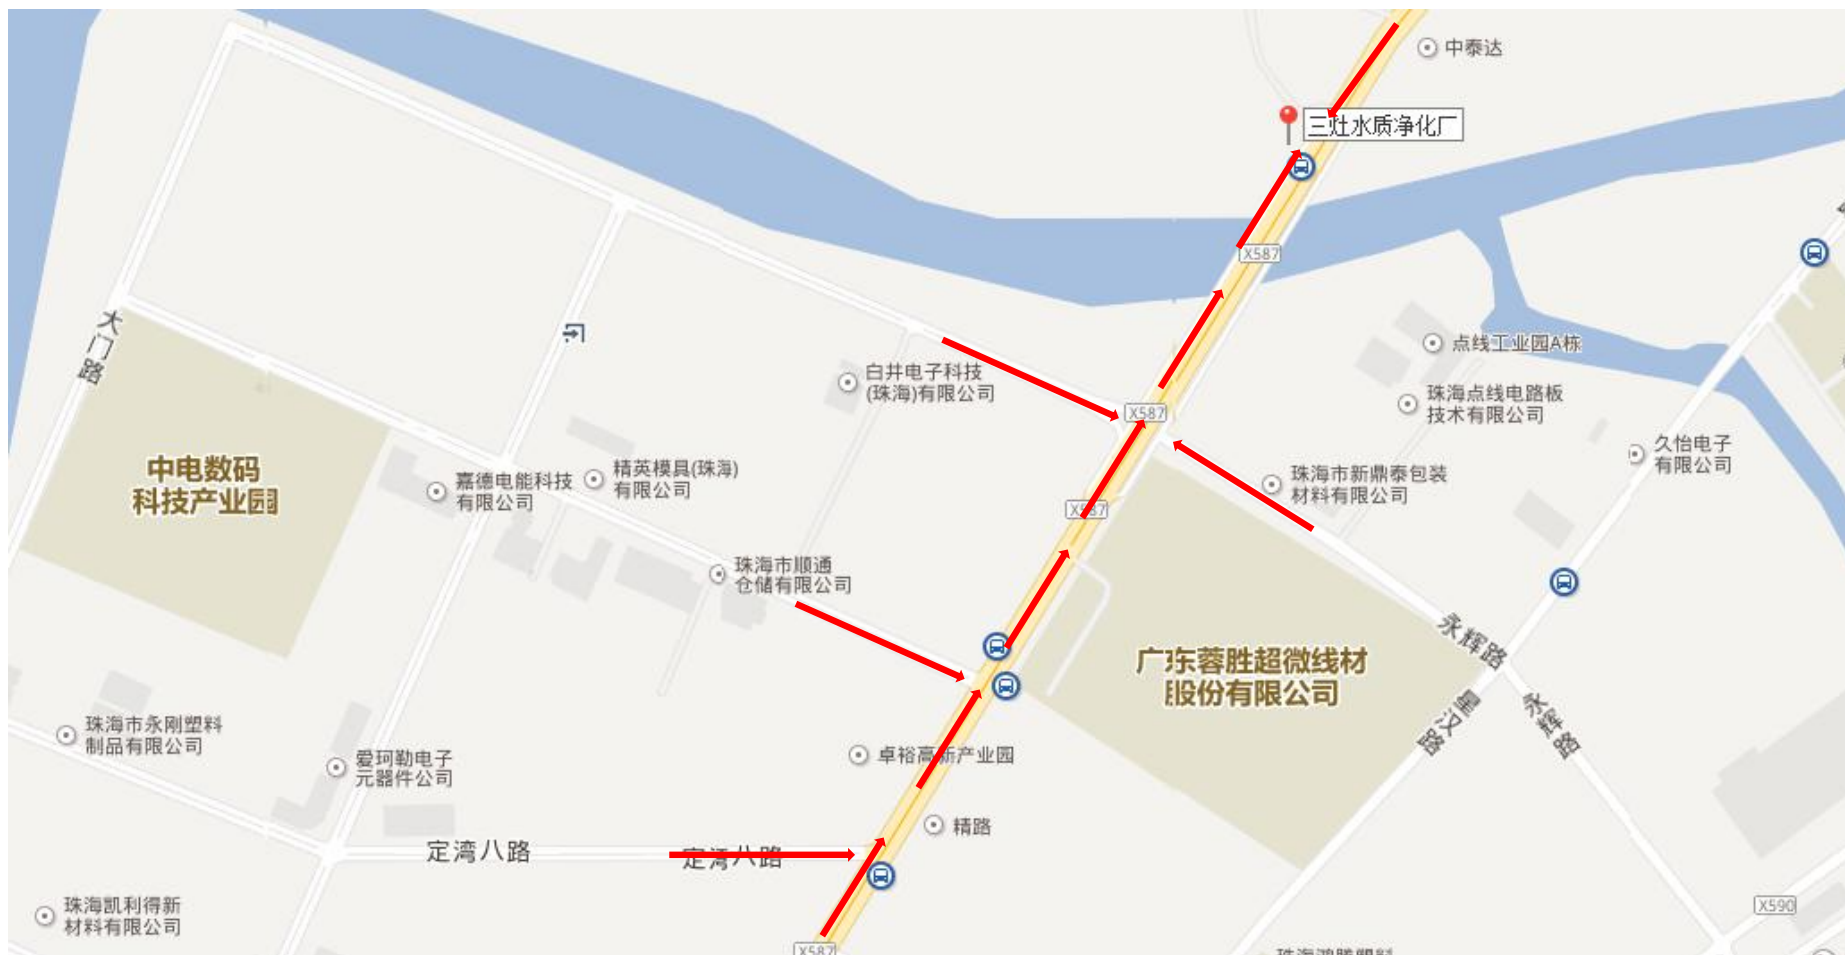 中泰达
三灶水质净化厂
X587
大门路
点线工业园A栋
白井电子科技
(珠海)有限公司
珠海点线电路板
技术有限公司
X587
久怡电子
有限公司
中电数码
科技产业园
嘉德电能科技
有限公司
精英模具(珠海)
有限公司
珠海市新鼎泰包装
材料有限公司
X587
珠海市顺通
仓储有限公司
永辉路
广东蓉胜超微线材
股份有限公司
星汉路
永辉路
珠海市永刚塑料
制品有限公司
爱珂勒电子
元器件公司
卓裕高新产业园
精路
定湾八路
定湾八路
珠海凯利得新
材料有限公司
X590
X587